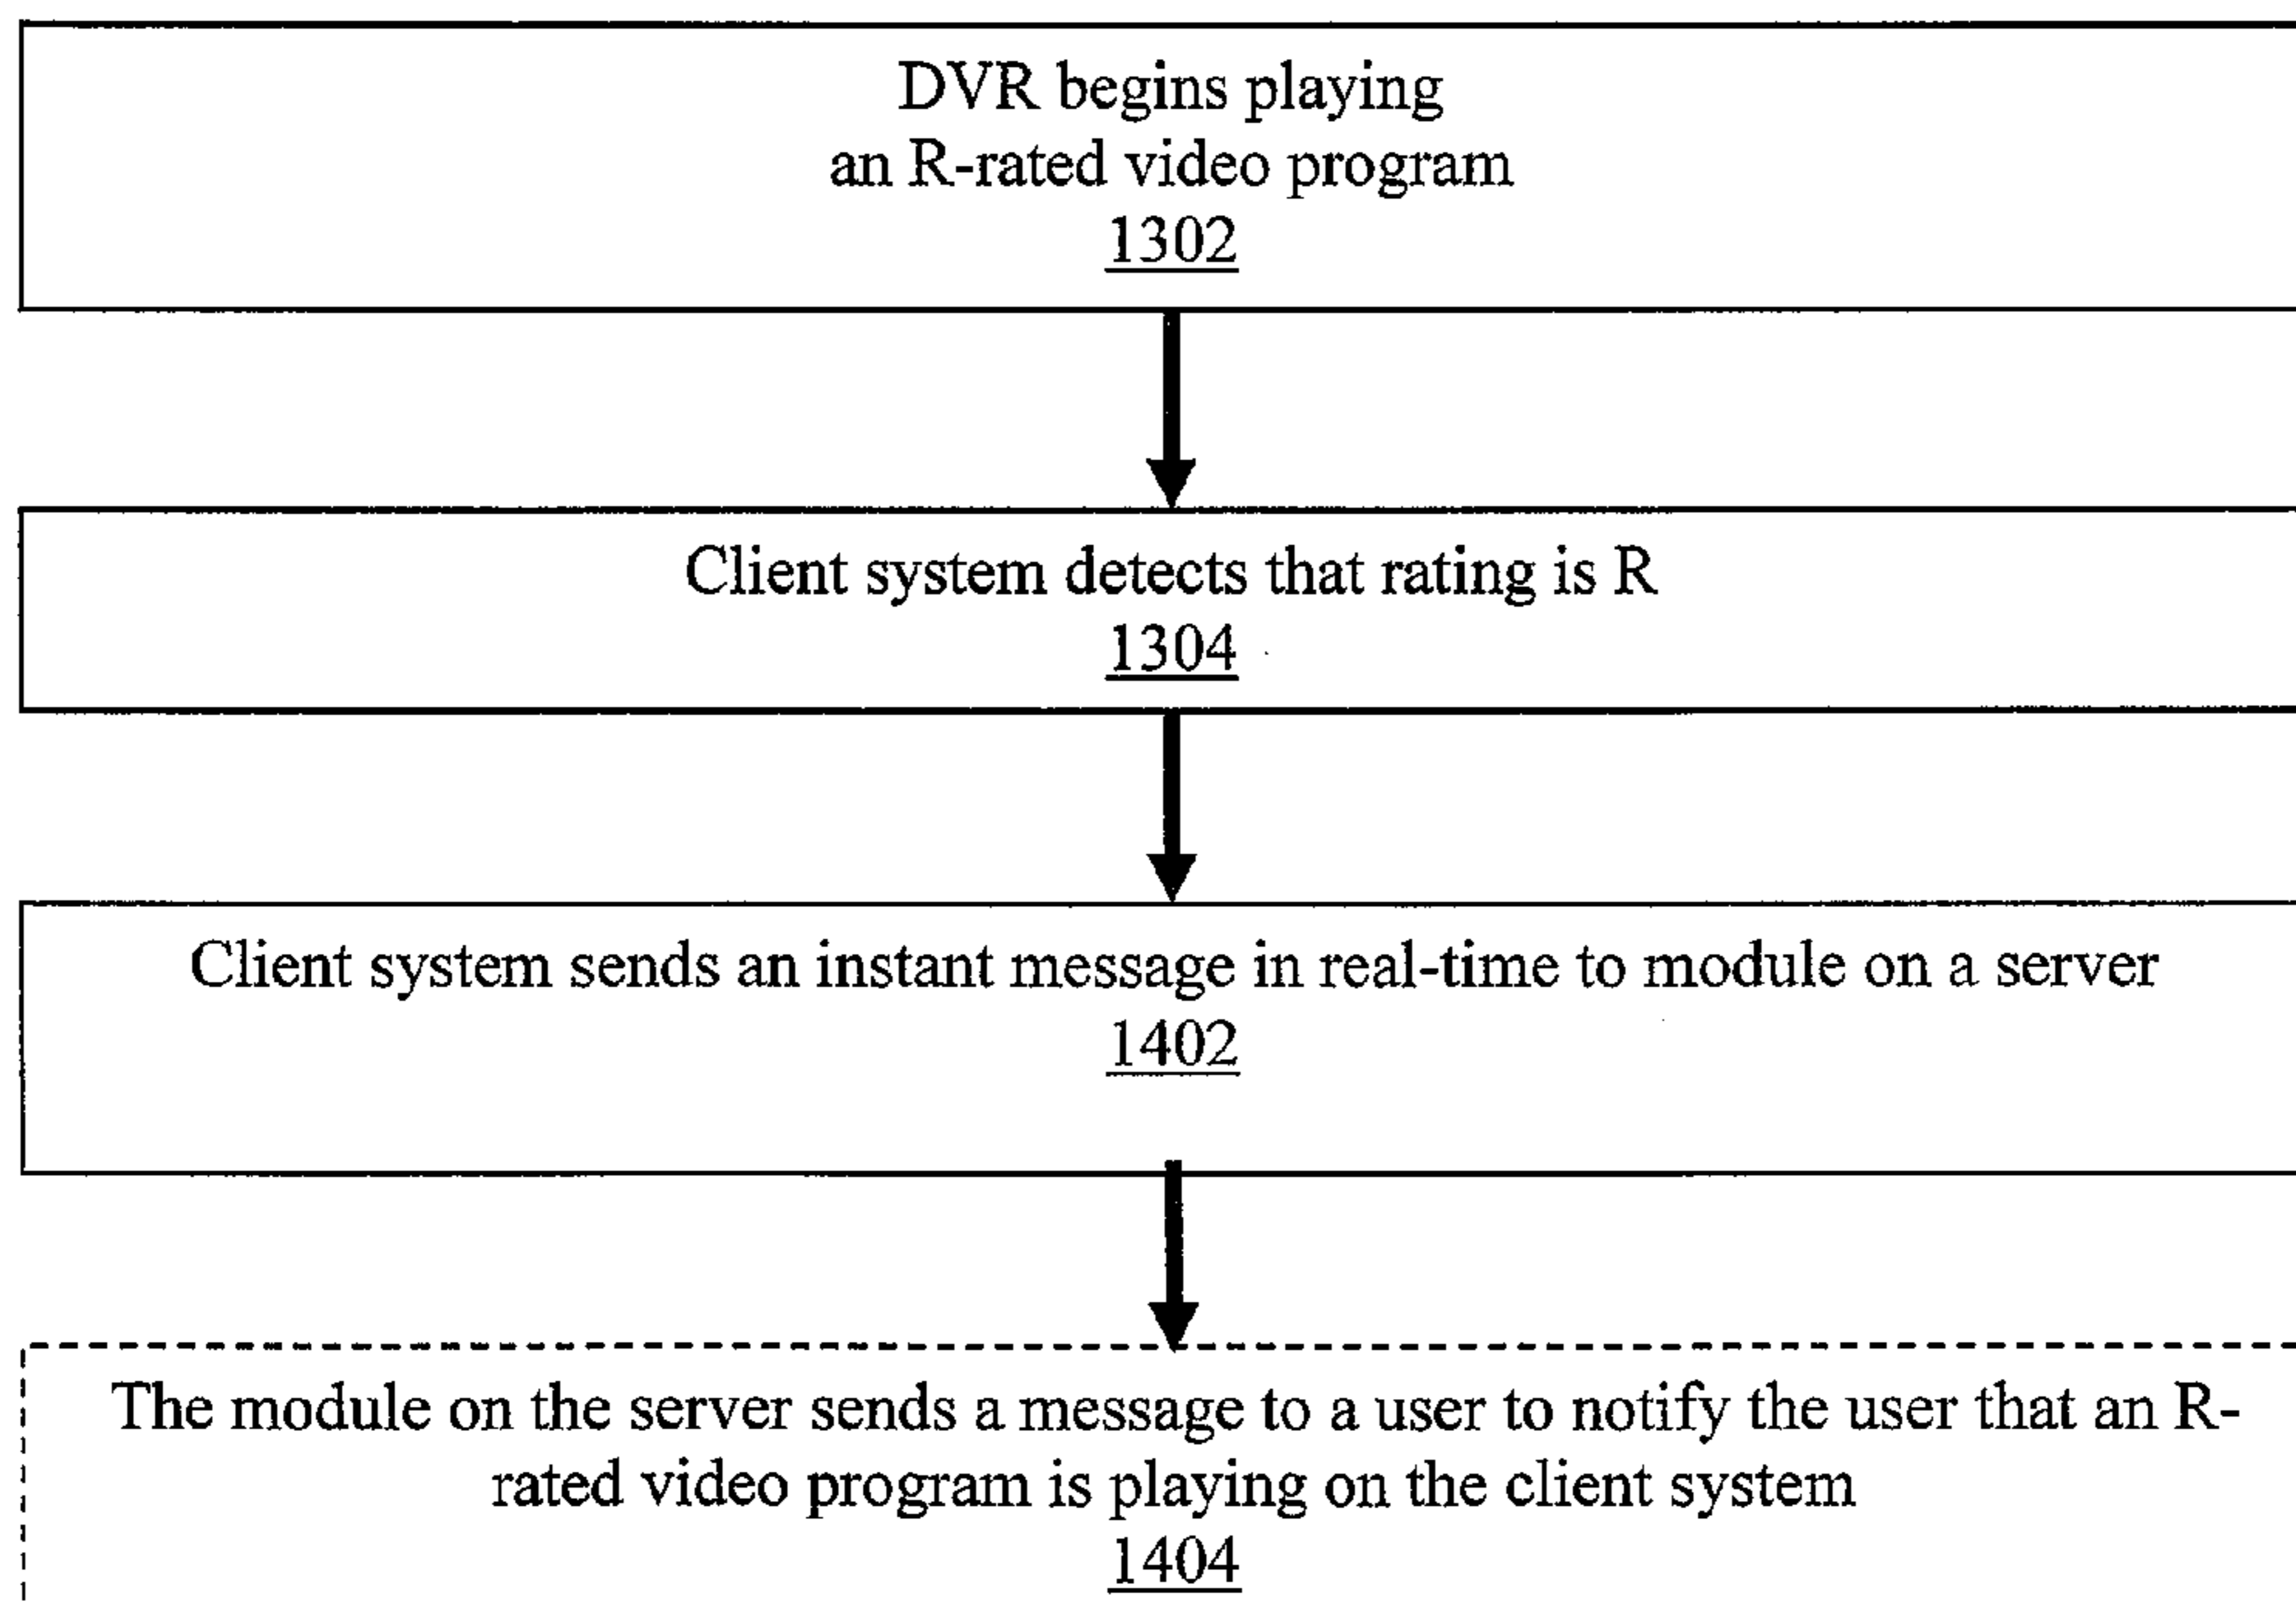 DVR begins playing
an R-rated video program
1302
Client system detects that rating is R
1304
Client system sends an instant message in real-time to module on a server
1402
The module on the server sends a message to a user to notify the user that an R-
rated video program is playing on the client system
1404